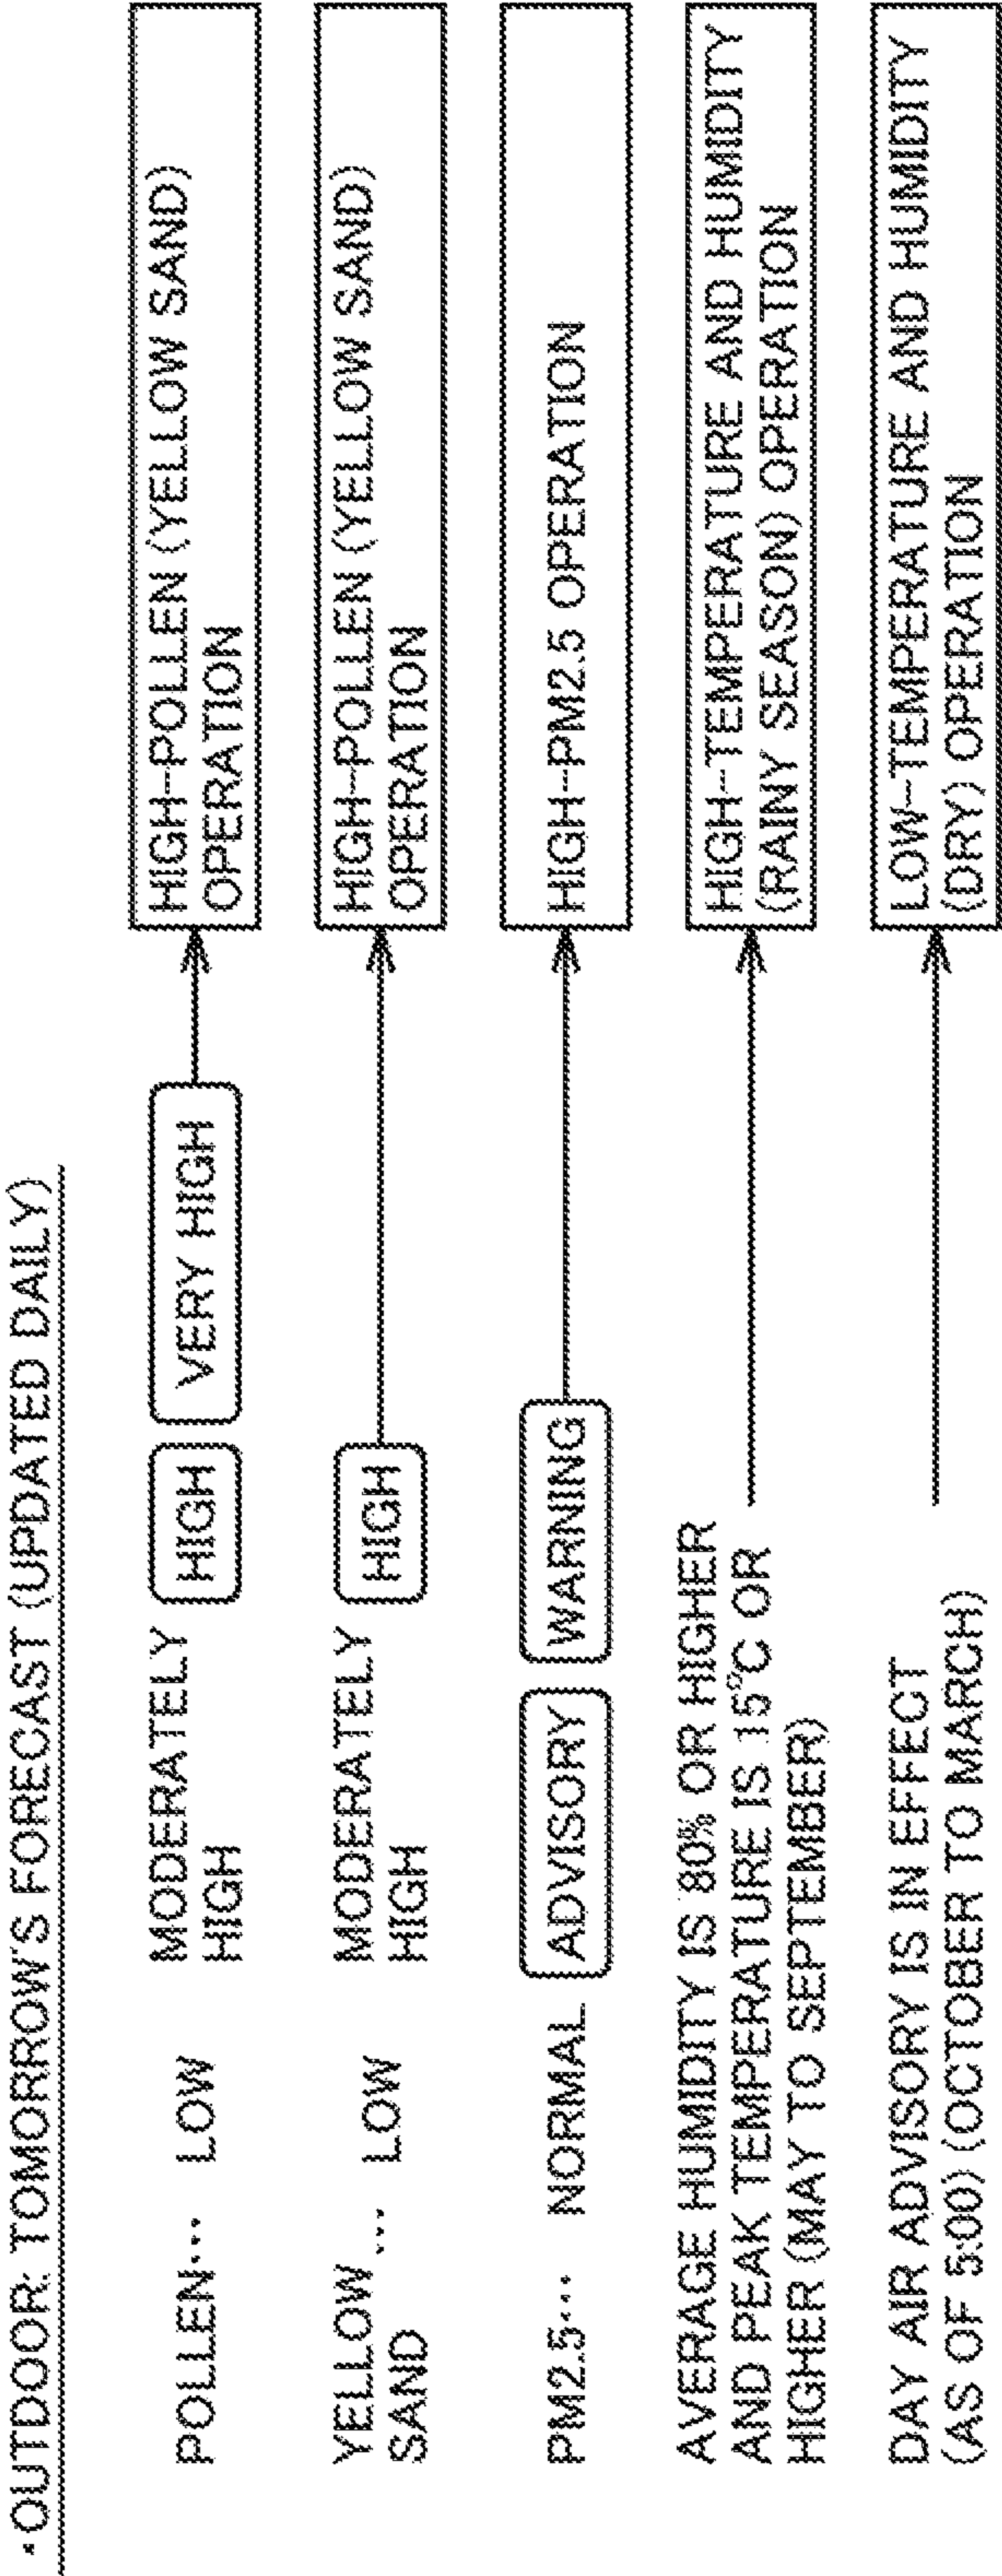 ·OUTDOOR: TOMORROW'S FORECAST (UPDATED DAILY)
POLLEN··· LOW MODERATELY HIGH VERY HIGH HIGH-POLLEN (YELLOW SAND)
HIGH OPERATION
YELLOW ··· LOW MODERATELY HIGH HIGH-POLLEN (YELLOW SAND)
SAND HIGH OPERATION
PM2.5··· NORMAL ADVISORY WARNING HIGH-PM2.5 OPERATION
AVERAGE HUMIDITY IS 80% OR HIGHER
AND PEAK TEMPERATURE IS 15°C OR
HIGHER (MAY TO SEPTEMBER)
HIGH-TEMPERATURE AND HUMIDITY
(RAINY SEASON) OPERATION
DAY AIR ADVISORY IS IN EFFECT
(AS OF 5:00) (OCTOBER TO MARCH)
LOW-TEMPERATURE AND HUMIDITY
(DRY) OPERATION